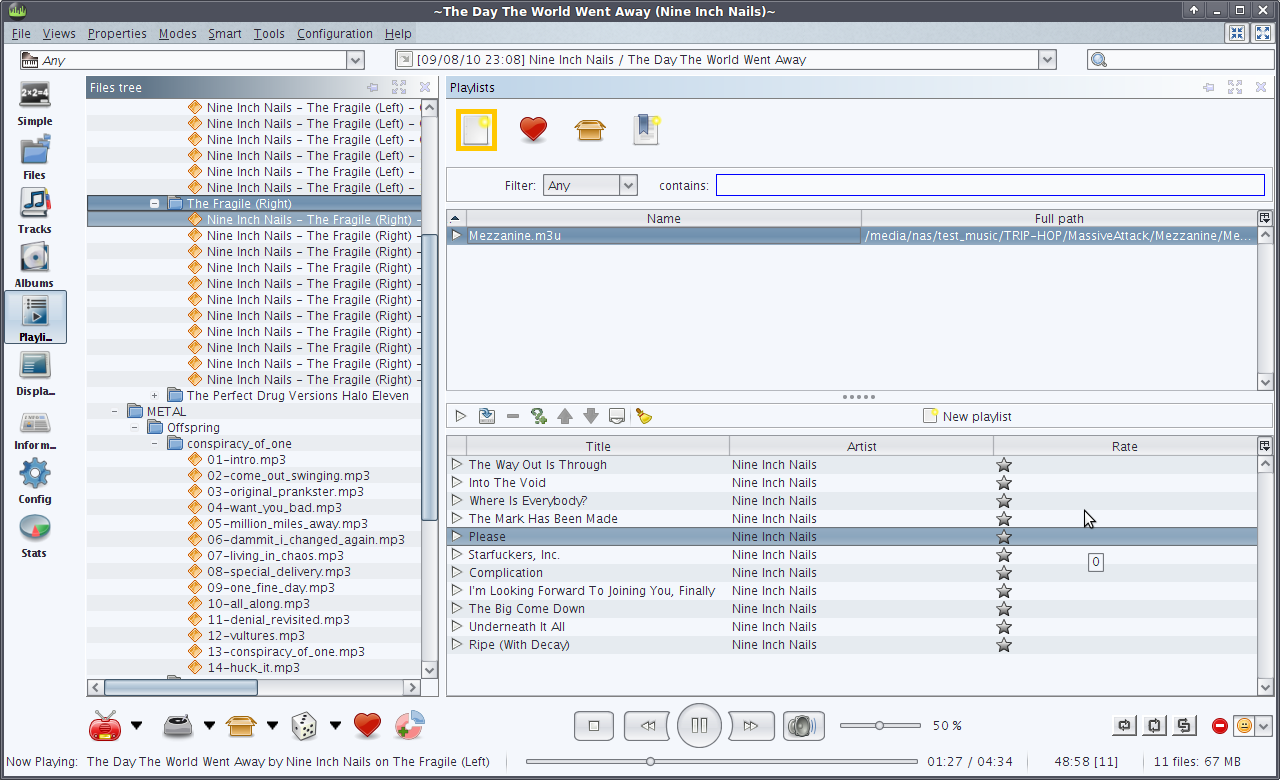 ~The Day The World Went Away (Nine Inch Nails)~
File Views Properties Modes Smart Tools Configuration Help
Any
[09/08/10 23:08] Nine Inch Nails / The Day The World Went Away
Simple
Files
Tracks
Albums
Playli...
Displa...
Inform...
Config
Stats
Files tree
Nine Inch Nails - The Fragile (Left) -
Nine Inch Nails - The Fragile (Left) -
Nine Inch Nails - The Fragile (Left) -
Nine Inch Nails - The Fragile (Left) -
Nine Inch Nails - The Fragile (Left) -
Nine Inch Nails - The Fragile (Left) -
The Fragile (Right)
Nine Inch Nails - The Fragile (Right) -
Nine Inch Nails - The Fragile (Right) -
Nine Inch Nails - The Fragile (Right) -
Nine Inch Nails - The Fragile (Right) -
Nine Inch Nails - The Fragile (Right) -
Nine Inch Nails - The Fragile (Right) -
Nine Inch Nails - The Fragile (Right) -
Nine Inch Nails - The Fragile (Right) -
Nine Inch Nails - The Fragile (Right) -
Nine Inch Nails - The Fragile (Right) -
Nine Inch Nails - The Fragile (Right) -
The Perfect Drug Versions Halo Eleven
METAL
Offspring
conspiracy_of_one
01-intro.mp3
02-come_out_swinging.mp3
03-original_prankster.mp3
04-want_you_bad.mp3
05-million_miles_away.mp3
06-dammit_i_changed_again.mp3
07-living_in_chaos.mp3
08-special_delivery.mp3
09-one_fine_day.mp3
10-all_along.mp3
11-denial_revisited.mp3
12-vultures.mp3
13-conspiracy_of_one.mp3
14-huck_it.mp3
Playlists
Filter: Any contains:
Name Full path
Mezzanine.m3u /media/nas/test_music/TRIP-HOP/MassiveAttack/Mezzanine/Me...
New playlist
Title Artist Rate
The Way Out Is Through Nine Inch Nails
Into The Void Nine Inch Nails
Where Is Everybody? Nine Inch Nails
The Mark Has Been Made Nine Inch Nails
Please Nine Inch Nails
Starfuckers, Inc. Nine Inch Nails
0
Complication Nine Inch Nails
I'm Looking Forward To Joining You, Finally Nine Inch Nails
The Big Come Down Nine Inch Nails
Underneath It All Nine Inch Nails
Ripe (With Decay) Nine Inch Nails
50 %
Now Playing: The Day The World Went Away by Nine Inch Nails on The Fragile (Left) 01:27 / 04:34 48:58 [11] 11 files: 67 MB